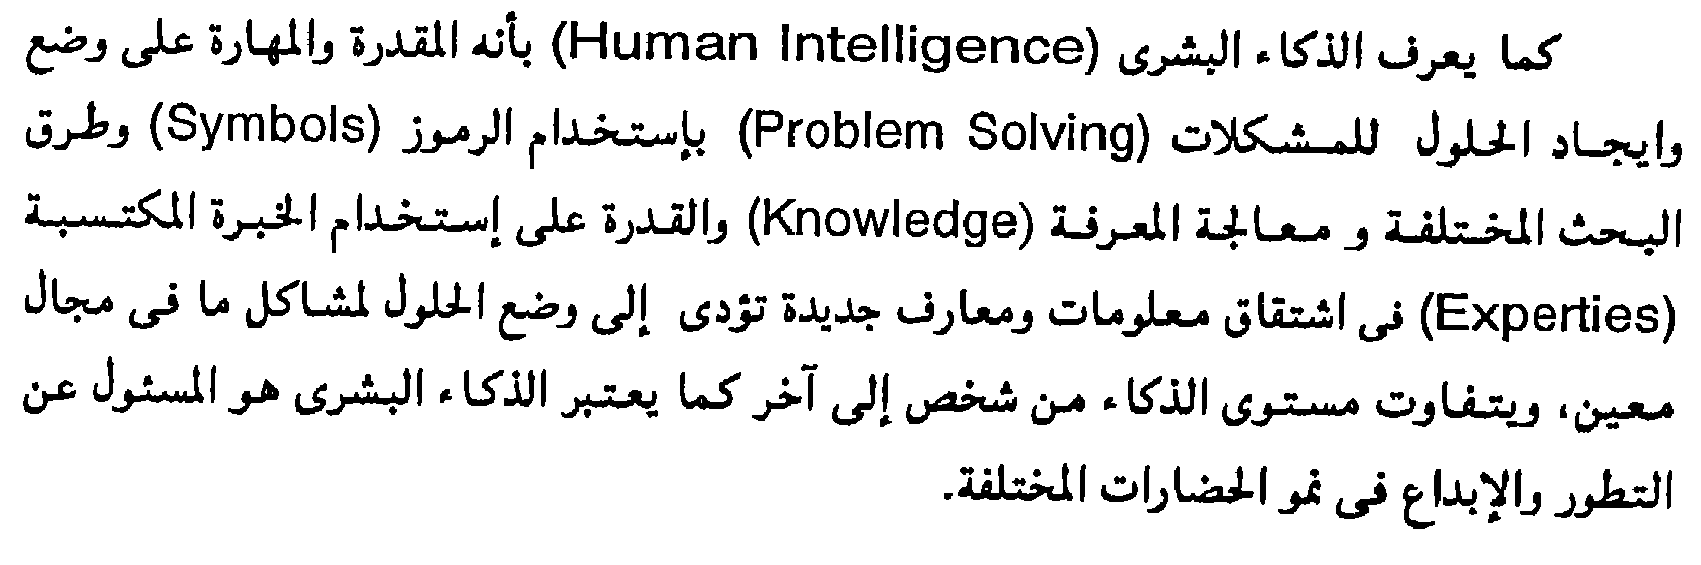 كما يعرف الذكاء البشرى (Human Intelligence) بأنه المقدرة والمهارة على وضع
وايجاد الحلول للمشكلات (Problem Solving) بإستخدام الرموز (Symbols) وطرق
البحث المختلفة و معالجة المعرفة (Knowledge) والقدرة على إستخدام الخبرة المكتسبة
(Experties) فى اشتقاق معلومات ومعارف جديدة تؤدى إلى وضع الحلول لمشاكل ما فى مجال
معين، ويتفاوت مستوى الذكاء من شخص إلى آخر كما يعتبر الذكاء البشرى هو المسئول عن
التطور والإبداع فى نمو الحضارات المختلفة.